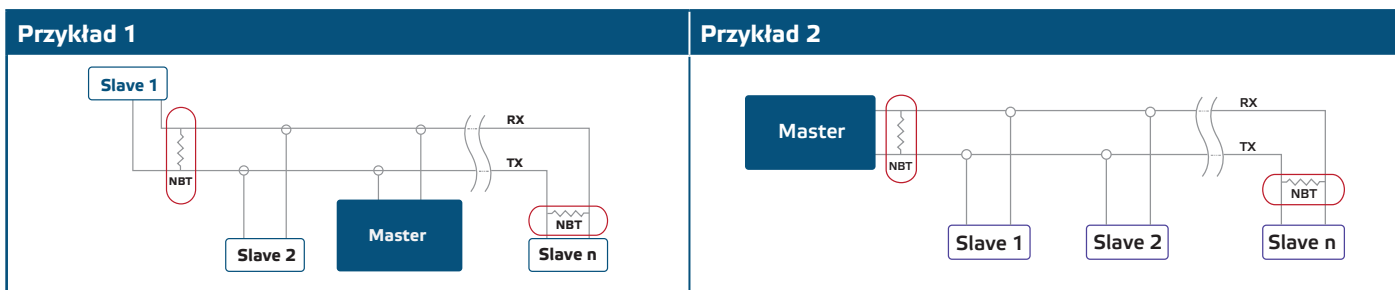 Przykład 1
Slave 1
RX
TX
NBT
NBT
Master
Slave 2
Slave n
Przykład 2
Master
RX
TX
NBT
NBT
Slave 1
Slave 2
Slave n